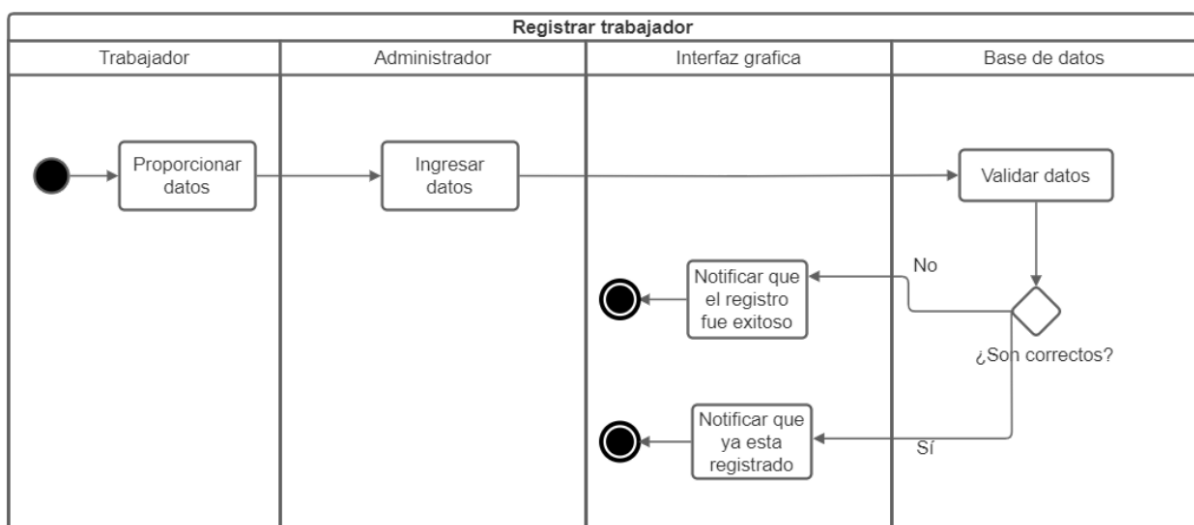 Registrar trabajador
Trabajador
Administrador
Interfaz grafica
Base de datos
Proporcionar
datos
Ingresar
datos
Validar datos
No
Notificar que
el registro
fue exitoso
¿Son correctos?
Notificar que
ya esta
registrado
Sí